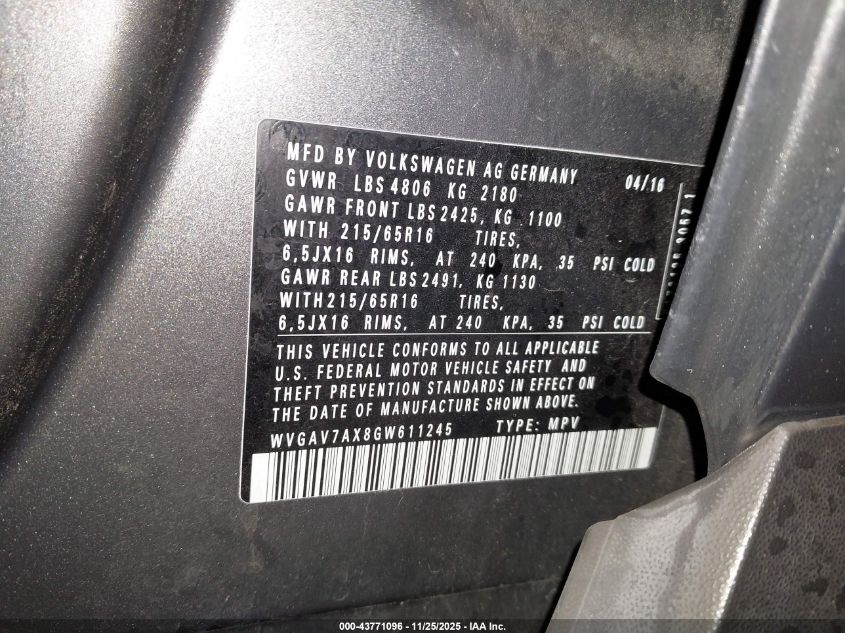 MFD BY VOLKSWAGEN AG GERMANY 04/16
GVWR LBS 4806 KG 2180
GAWR FRONT LBS 2425, KG 1100
WITH 215/65R16 TIRES,
6,5JX16 RIMS, AT 240 KPA, 35 PSI COLD
GAWR REAR LBS 2491, KG 1130
WITH 215/65R16 TIRES,
6,5JX16 RIMS, AT 240 KPA, 35 PSI COLD
THIS VEHICLE CONFORMS TO ALL APPLICABLE
U.S. FEDERAL MOTOR VEHICLE SAFETY AND
THEFT PREVENTION STANDARDS IN EFFECT ON
THE DATE OF MANUFACTURE SHOWN ABOVE.
WVGAV7AX8GW611245 TYPE: MPV
000-43771096 - 11/25/2025 - IAA Inc.